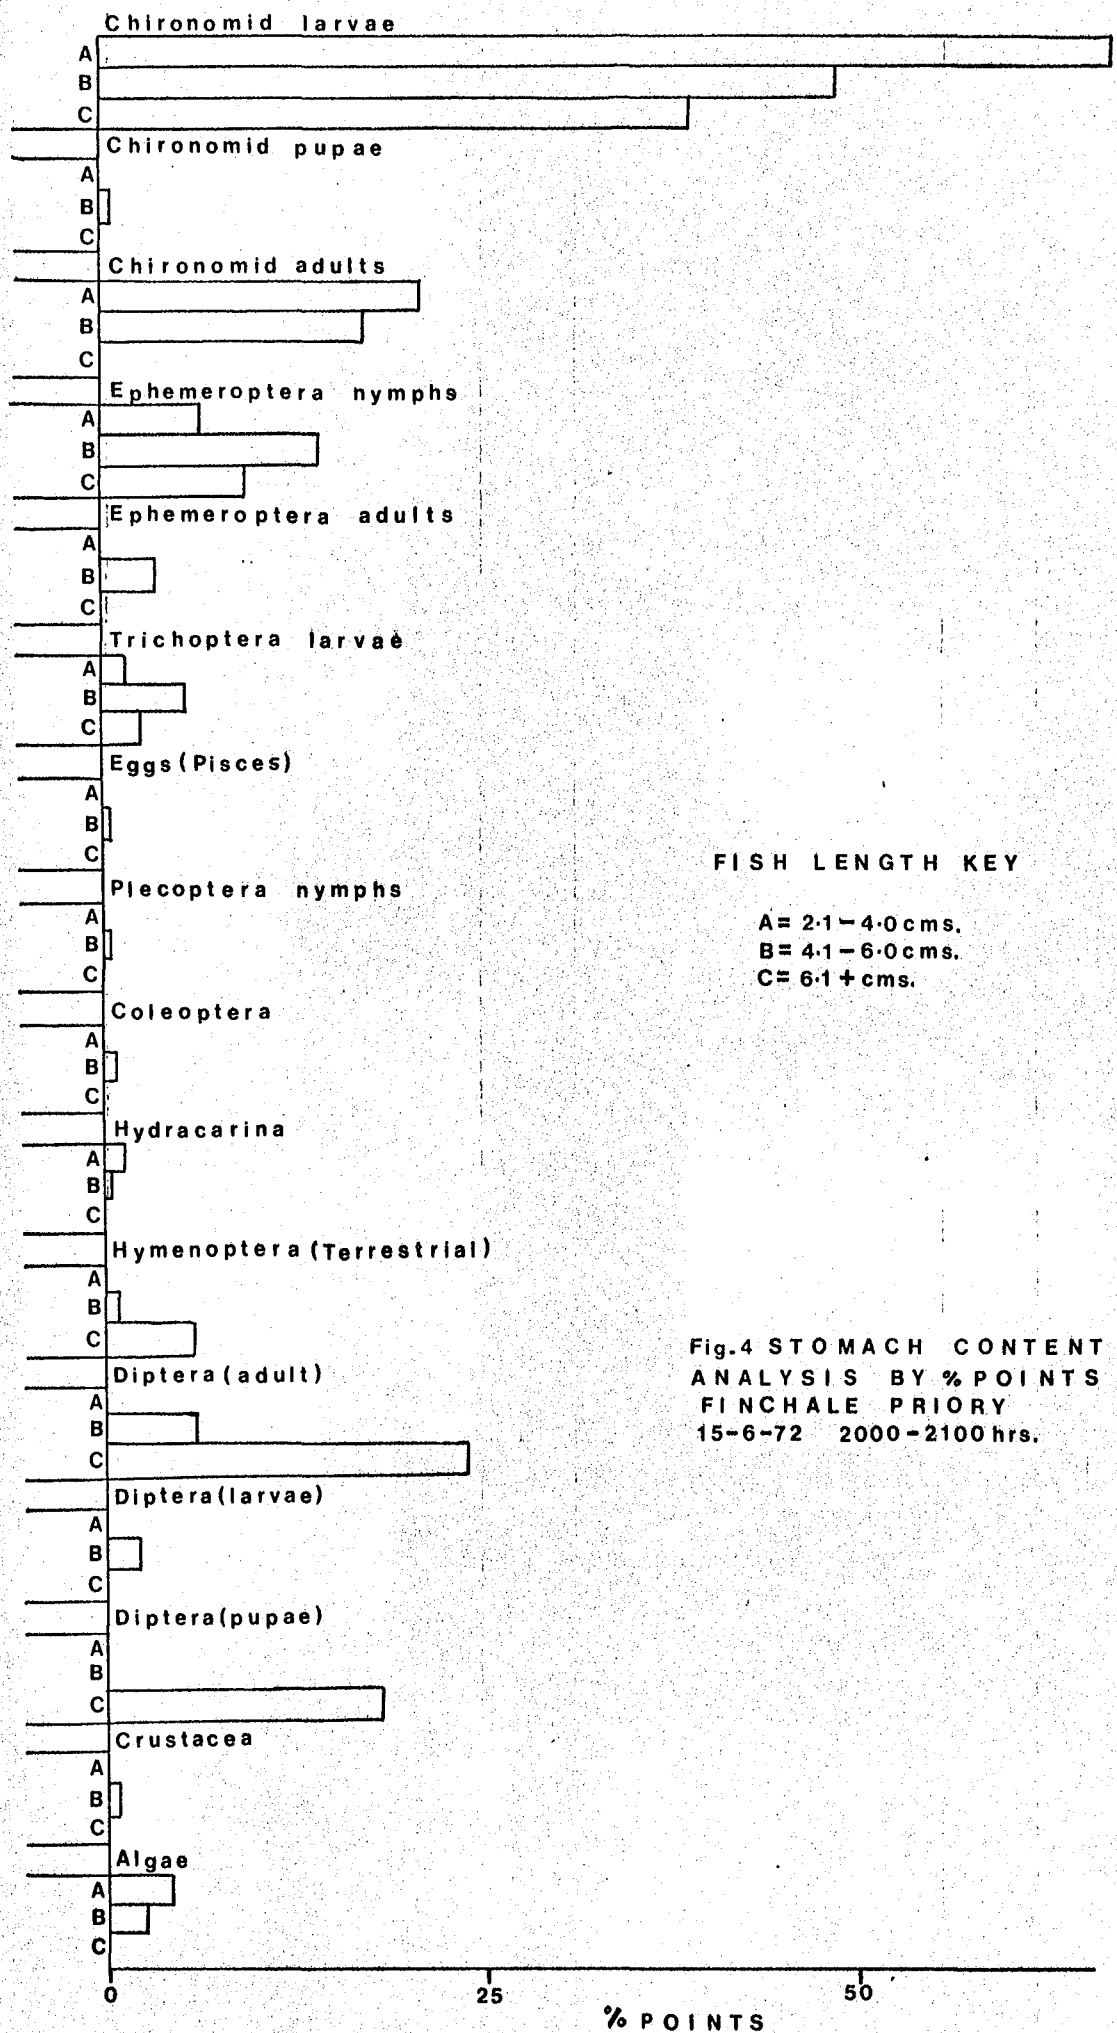 Chironomid larvae
A
B
C
Chironomid pupae
A
B
C
Chironomid adults
A
B
C
Ephemeroptera nymphs
A
B
C
Ephemeroptera adults
A
B
C
Trichoptera larvae
A
B
C
Eggs (Pisces)
A
B
C
Plecoptera nymphs
A
B
C
Coleoptera
A
B
C
Hydracarina
A
B
C
Hymenoptera (Terrestrial)
A
B
C
Diptera (adult)
A
B
C
Diptera (larvae)
A
B
C
Diptera (pupae)
A
B
C
Crustacea
A
B
C
Algae
A
B
C
0 25 50
% POINTS
FISH LENGTH KEY
A= 2·1 – 4·0 cms.
B= 4·1 – 6·0 cms.
C= 6·1 + cms.
Fig. 4 STOMACH CONTENT
ANALYSIS BY % POINTS
FINCHALE PRIORY
15-6-72 2000-2100 hrs.